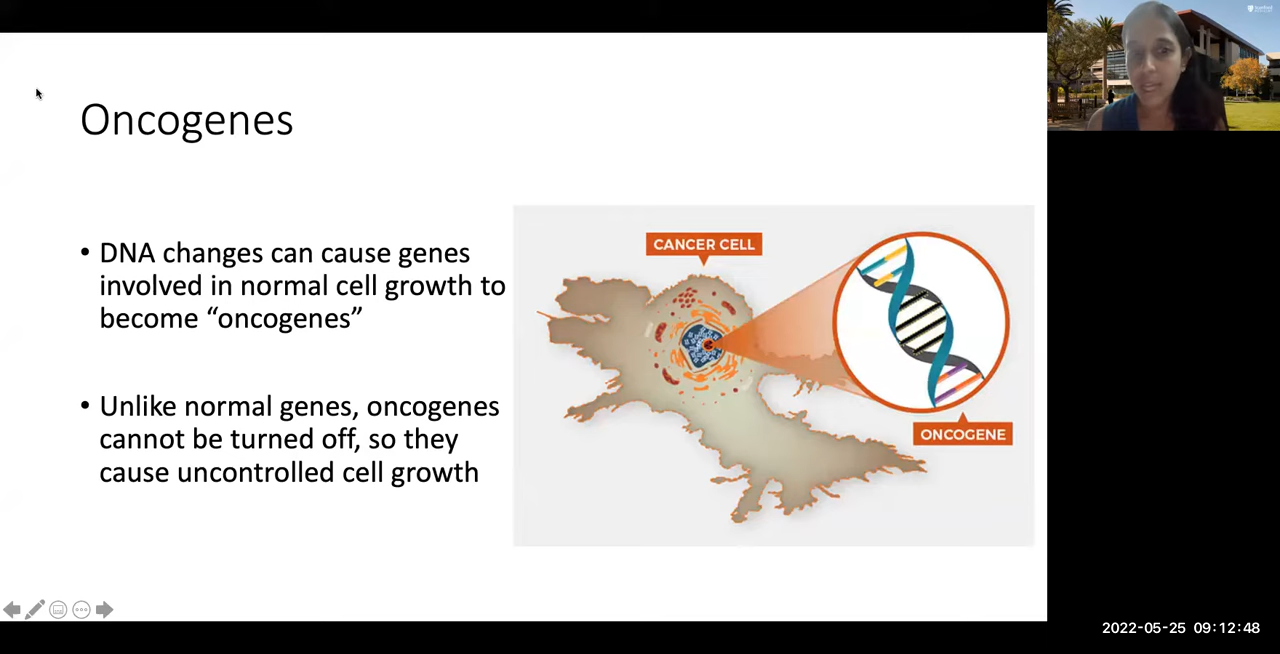 Oncogenes
• DNA changes can cause genes
involved in normal cell growth to
become “oncogenes”
• Unlike normal genes, oncogenes
cannot be turned off, so they
cause uncontrolled cell growth
CANCER CELL
ONCOGENE
2022-05-25 09:12:48